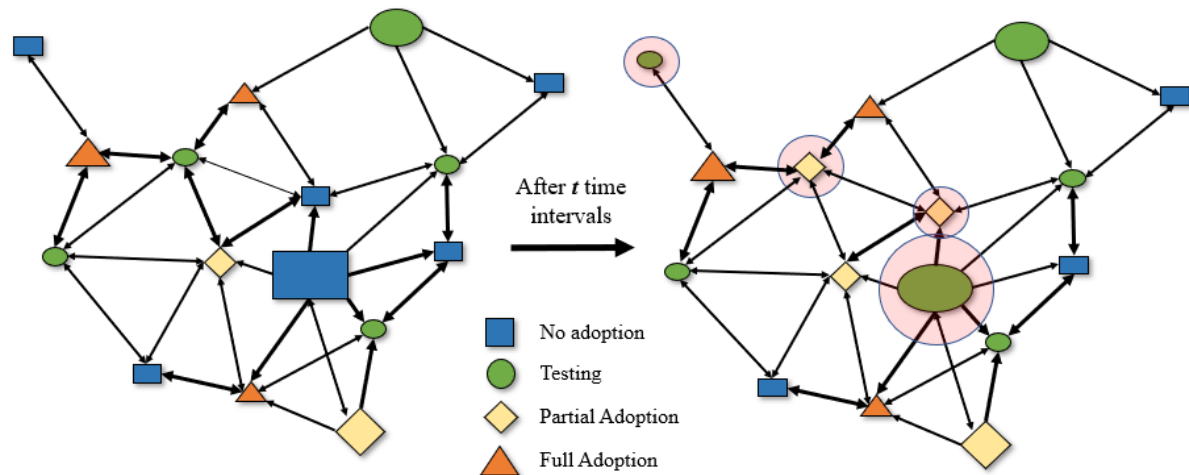 After t time
intervals
No adoption
Testing
Partial Adoption
Full Adoption